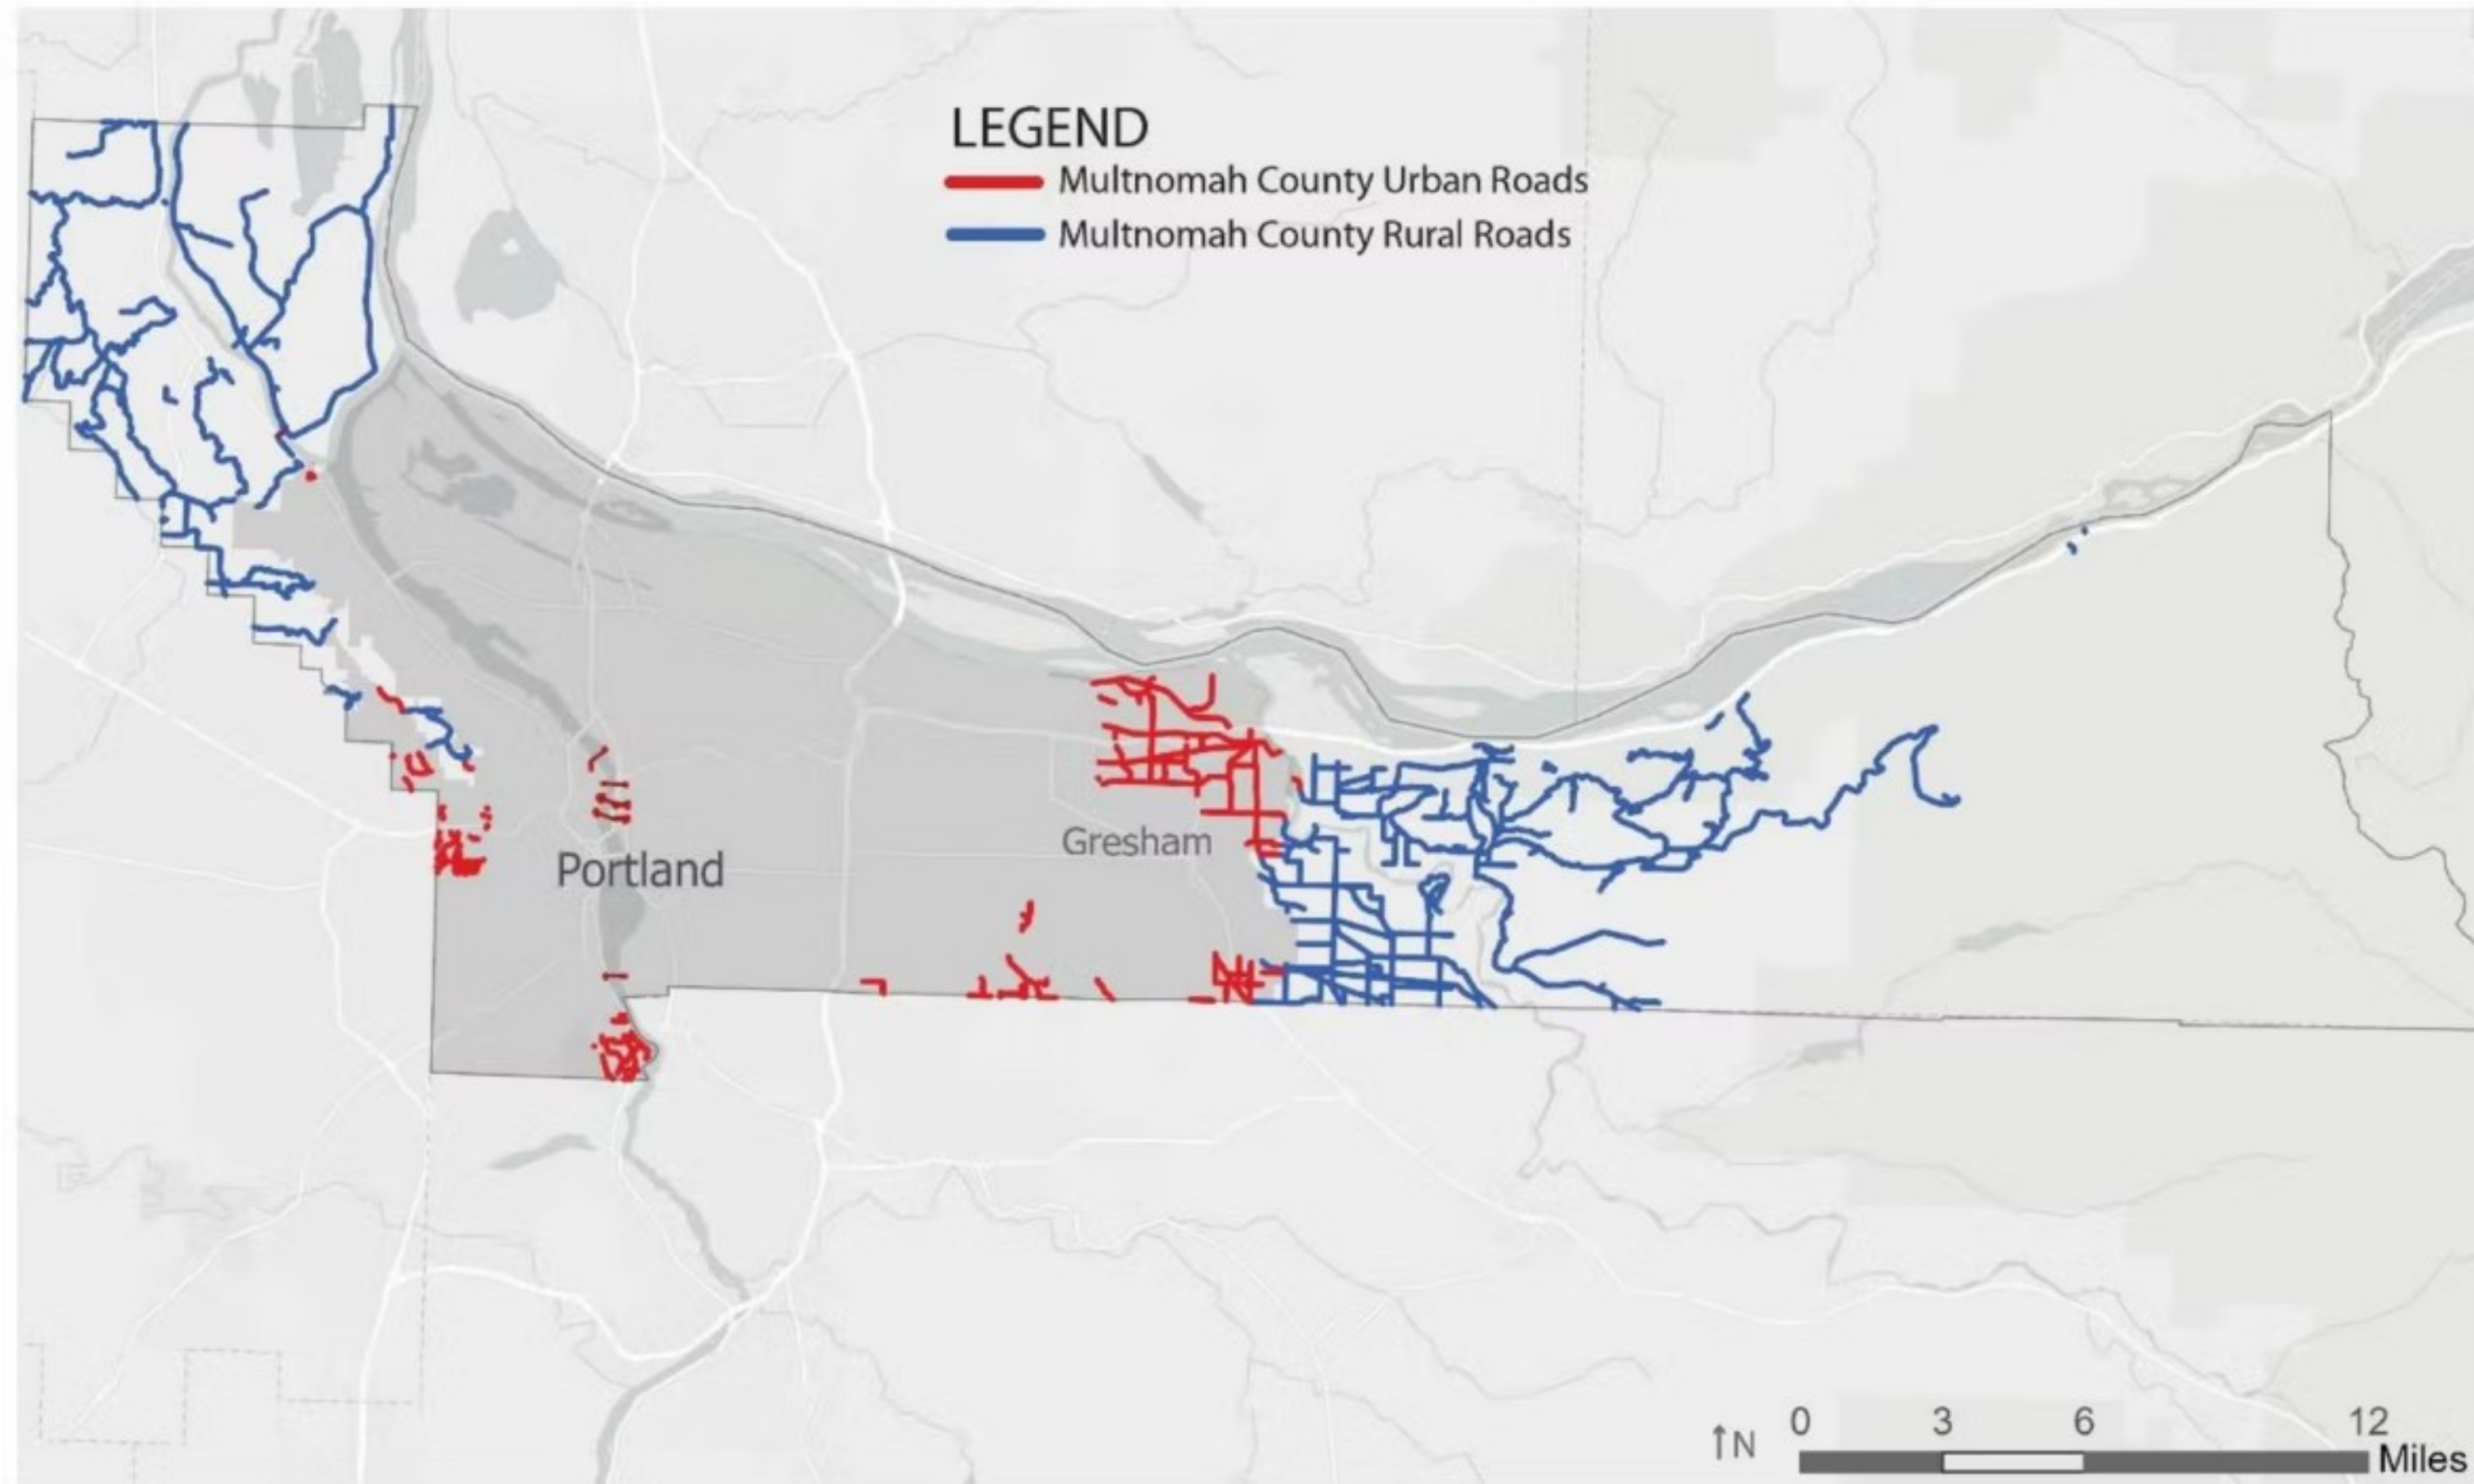 LEGEND
Multnomah County Urban Roads
Multnomah County Rural Roads
Gresham
Portland
↑N
0 3 6 12
Miles